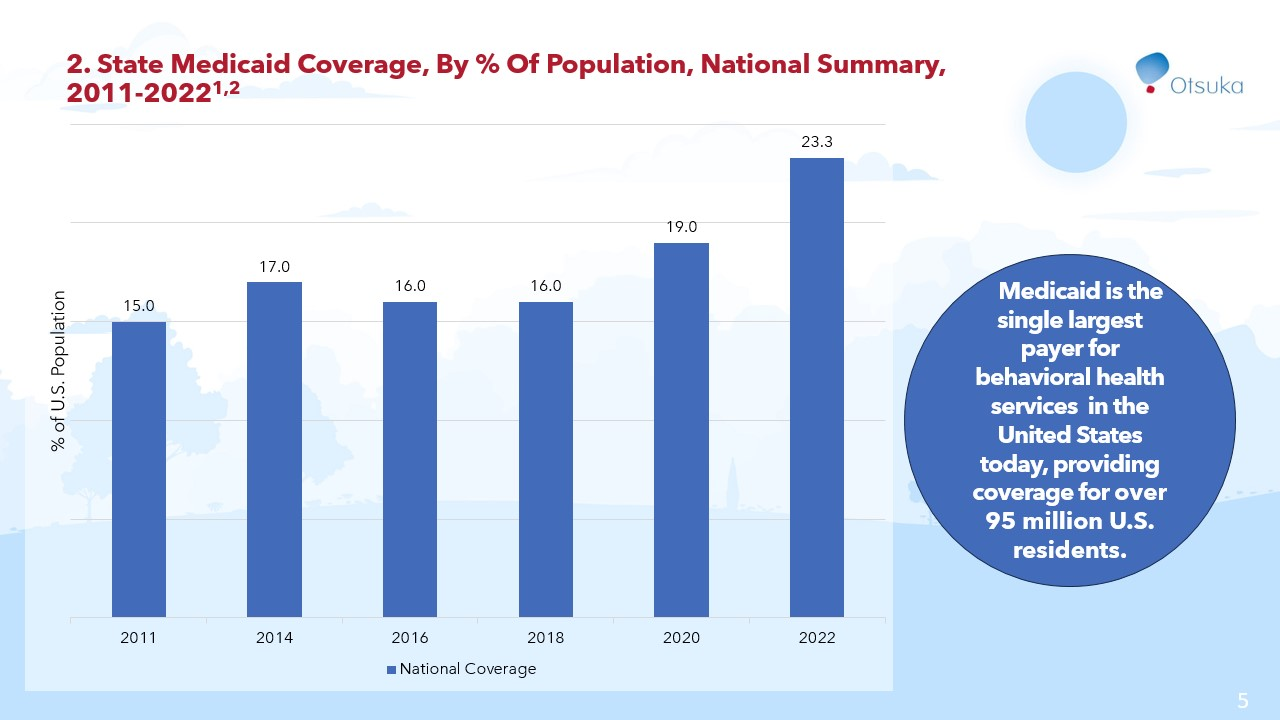 2. State Medicaid Coverage, By % Of Population, National Summary,
2011-2022¹,²
Otsuka
% of U.S. Population
15.0
17.0
16.0
16.0
19.0
23.3
2011
2014
2016
2018
2020
2022
National Coverage
Medicaid is the
single largest
payer for
behavioral health
services in the
United States
today, providing
coverage for over
95 million U.S.
residents.
5